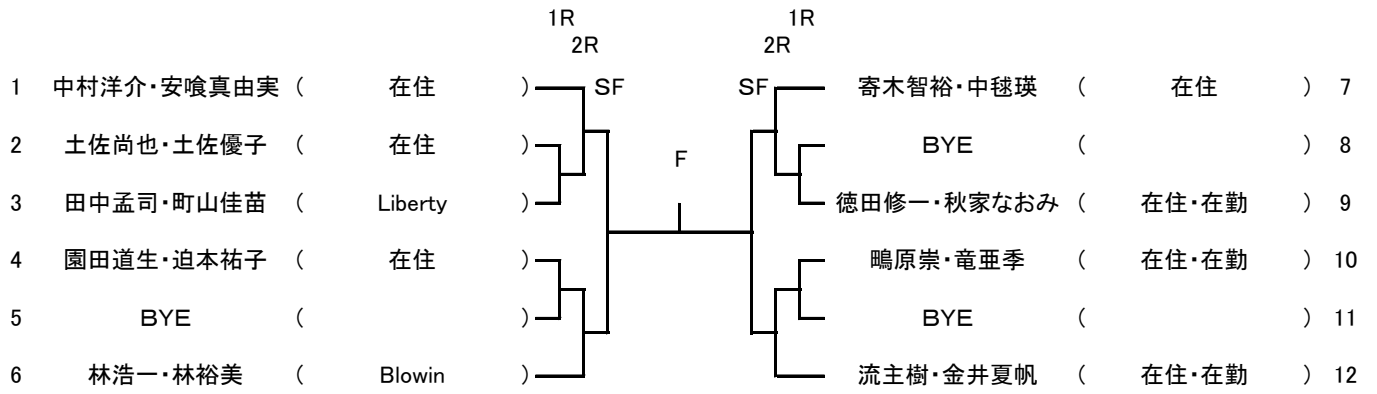 1R 1R
2R 2R
1 中村洋介・安喰真由実 ( 在住 ) SF SF 寄木智裕・中毬瑛 ( 在住 ) 7
2 土佐尚也・土佐優子 ( 在住 ) BYE ( ) 8
F
3 田中孟司・町山佳苗 ( Liberty ) 徳田修一・秋家なおみ ( 在住・在勤 ) 9
4 園田道生・迫本祐子 ( 在住 ) 鴫原崇・竜亜季 ( 在住・在勤 ) 10
5 BYE ( ) BYE ( ) 11
6 林浩一・林裕美 ( Blowin ) 流主樹・金井夏帆 ( 在住・在勤 ) 12